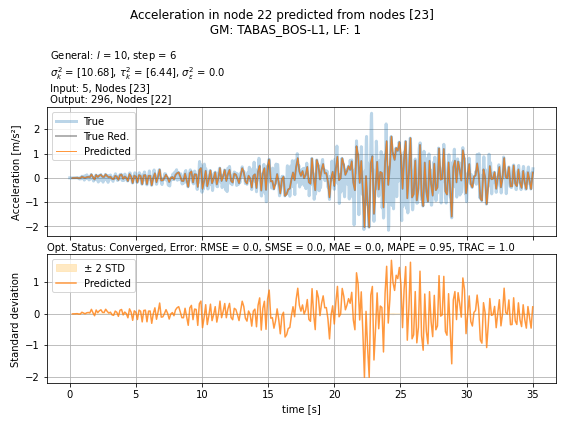 Acceleration in node 22 predicted from nodes [23]
GM: TABAS_BOS-L1, LF: 1
General: l = 10, step = 6
σ²ₖ = [10.68], τ²ₖ = [6.44], σ²_ε = 0.0
Input: 5, Nodes [23]
Output: 296, Nodes [22]
True
True Red.
Predicted
Acceleration [m/s²]
2
1
0
−1
−2
Opt. Status: Converged, Error: RMSE = 0.0, SMSE = 0.0, MAE = 0.0, MAPE = 0.95, TRAC = 1.0
± 2 STD
Predicted
Standard deviation
1
0
−1
−2
0 5 10 15 20 25 30 35
time [s]